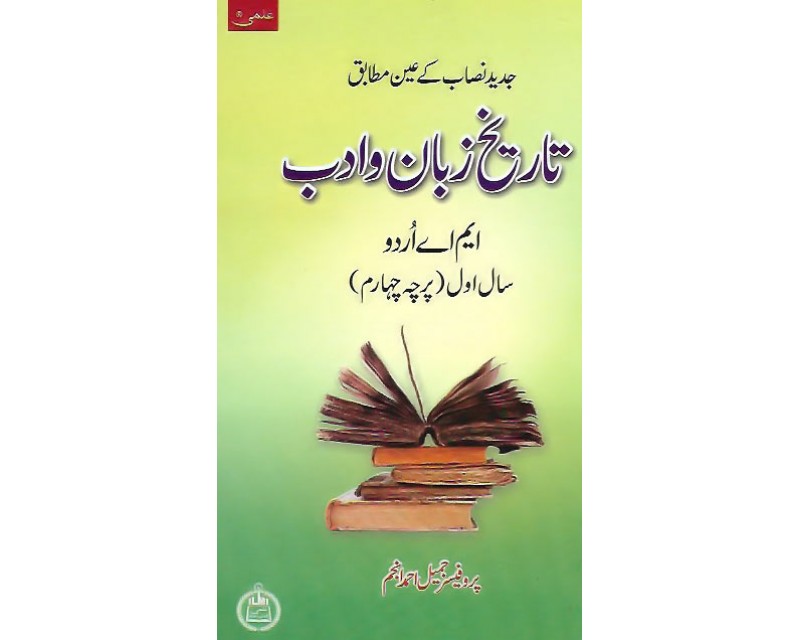 علمی®
جدید نصاب کے عین مطابق
تاریخ زبان و ادب
ایم اے اُردو
سال اول (پرچہ چہارم)
پروفیسر جمیل احمد انجم